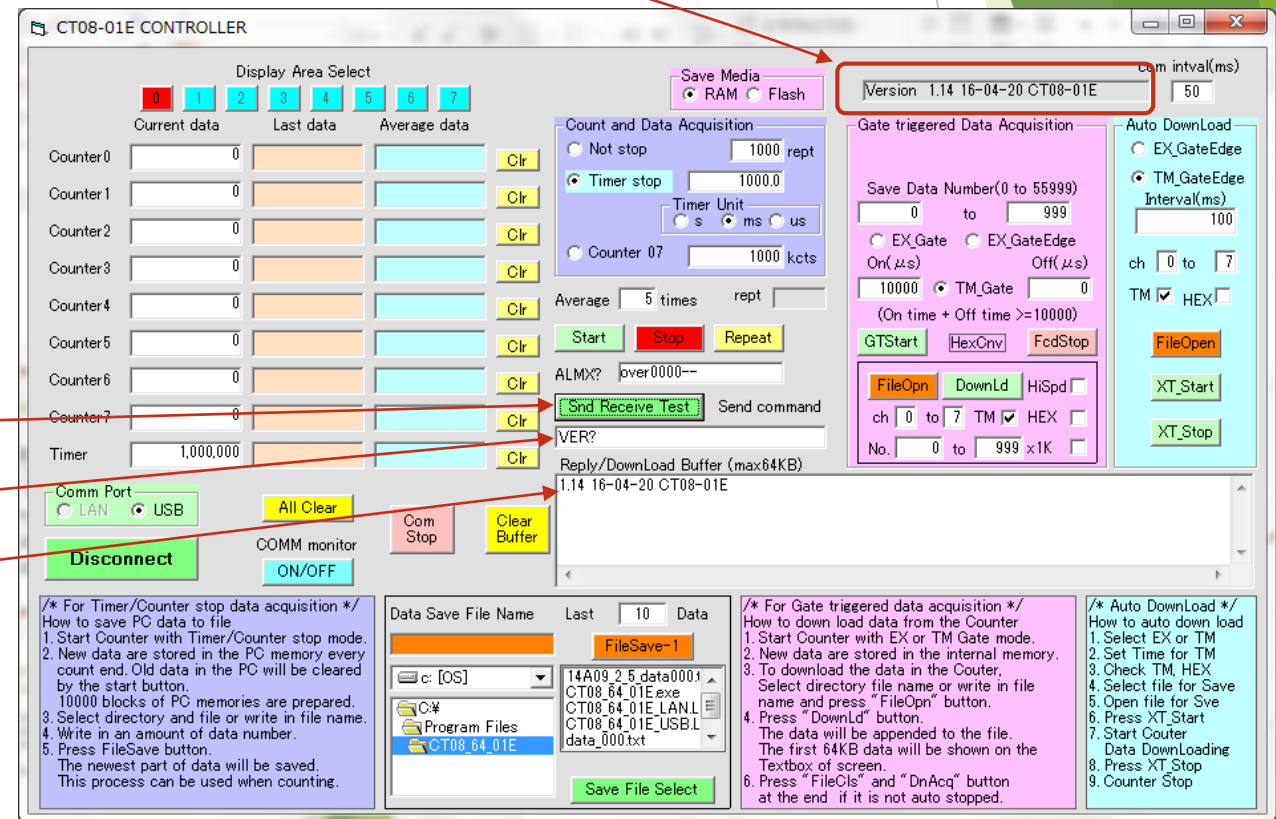 CT08-01E CONTROLLER
Display Area Select
0 1 2 3 4 5 6 7
Current data Last data Average data
Counter0 0 Clr
Counter1 0 Clr
Counter2 0 Clr
Counter3 0 Clr
Counter4 0 Clr
Counter5 0 Clr
Counter6 0 Clr
Counter7 0 Clr
Timer 1,000,000 Clr
Comm Port
LAN USB
All Clear
Disconnect
COMM monitor
ON/OFF
Com
Stop
Clear
Buffer
Save Media
RAM Flash
Version 1.14 16-04-20 CT08-01E
com intval(ms)
50
Count and Data Acquisition
Not stop 1000 rept
Timer stop 1000.0
Timer Unit
s ms us
Counter 07 1000 kcts
Average 5 times rept
Start Stop Repeat
ALMX? over0000--
Snd Receive Test Send command
VER?
Reply/DownLoad Buffer (max64KB)
1.14 16-04-20 CT08-01E
Gate triggered Data Acquisition
Save Data Number(0 to 55999)
0 to 999
EX_Gate EX_GateEdge
On(μs) Off(μs)
10000 TM_Gate 0
(On time + Off time >=10000)
GTStart HexCnv FcdStop
FileOpn DownLd HiSpd
ch 0 to 7 TM HEX
No. 0 to 999 x1K
Auto DownLoad
EX_GateEdge
TM_GateEdge
Interval(ms)
100
ch 0 to 7
TM HEX
FileOpen
XT_Start
XT_Stop
/* For Timer/Counter stop data acquisition */
How to save PC data to file
1. Start Counter with Timer/Counter stop mode.
2. New data are stored in the PC memory every
count end. Old data in the PC will be cleared
by the start button.
10000 blocks of PC memories are prepared.
3. Select directory and file or write in file name.
4. Write in an amount of data number.
5. Press FileSave button.
The newest part of data will be saved.
This process can be used when counting.
Data Save File Name Last 10 Data
FileSave-1
c: [OS]
C:¥
Program Files
CT08_64_01E
14A09_2_5_data000.t
CT08_64_01E.exe
CT08_64_01E_LAN.L
CT08_64_01E_USB.L
data_000.txt
Save File Select
/* For Gate triggered data acquisition */
How to down load data from the Counter
1. Start Counter with EX or TM Gate mode.
2. New data are stored in the internal memory.
3. To download the data in the Couter,
Select directory file name or write in file
name and press "FileOpn" button.
4. Press "DownLd" button.
The data will be appended to the file.
The first 64KB data will be shown on the
Textbox of screen.
6. Press "FileCls" and "DnAcq" button
at the end if it is not auto stopped.
/* Auto DownLoad */
How to auto down load
1. Select EX or TM
2. Set Time for TM
3. Check TM, HEX
4. Select file for Save
5. Open file for Sve
6. Press XT_Start
7. Start Couter
Data DownLoading
8. Press XT_Stop
9. Counter Stop